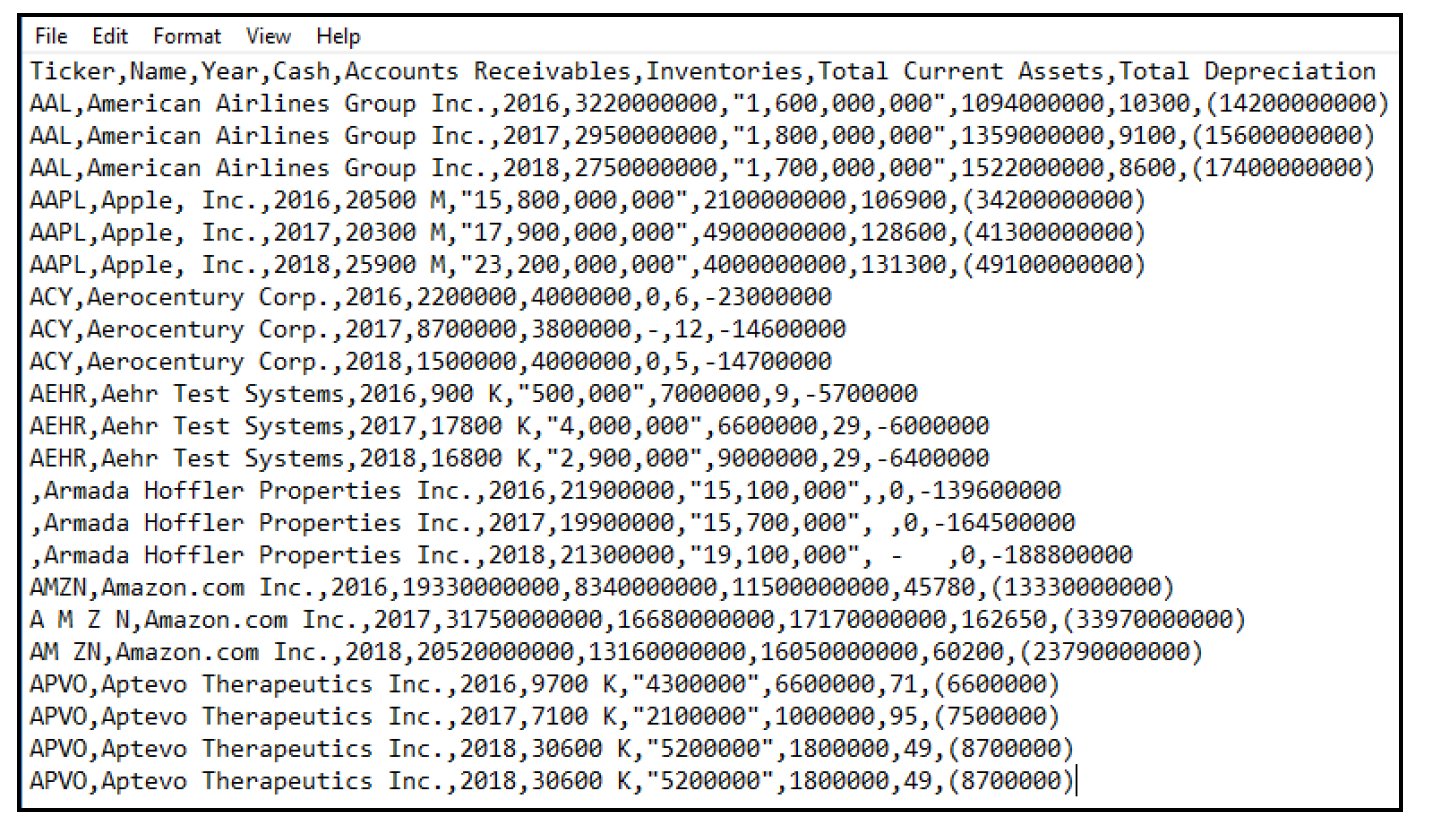 File Edit Format View Help
Ticker,Name,Year,Cash,Accounts Receivables,Inventories,Total Current Assets,Total Depreciation
AAL,American Airlines Group Inc.,2016,3220000000,"1,600,000,000",1094000000,10300,(14200000000)
AAL,American Airlines Group Inc.,2017,2950000000,"1,800,000,000",1359000000,9100,(15600000000)
AAL,American Airlines Group Inc.,2018,2750000000,"1,700,000,000",1522000000,8600,(17400000000)
AAPL,Apple, Inc.,2016,20500 M,"15,800,000,000",2100000000,106900,(34200000000)
AAPL,Apple, Inc.,2017,20300 M,"17,900,000,000",4900000000,128600,(41300000000)
AAPL,Apple, Inc.,2018,25900 M,"23,200,000,000",4000000000,131300,(49100000000)
ACY,Aerocentury Corp.,2016,2200000,4000000,0,6,-23000000
ACY,Aerocentury Corp.,2017,8700000,3800000,-,12,-14600000
ACY,Aerocentury Corp.,2018,1500000,4000000,0,5,-14700000
AEHR,Aehr Test Systems,2016,900 K,"500,000",7000000,9,-5700000
AEHR,Aehr Test Systems,2017,17800 K,"4,000,000",6600000,29,-6000000
AEHR,Aehr Test Systems,2018,16800 K,"2,900,000",9000000,29,-6400000
,Armada Hoffler Properties Inc.,2016,21900000,"15,100,000",,0,-139600000
,Armada Hoffler Properties Inc.,2017,19900000,"15,700,000", ,0,-164500000
,Armada Hoffler Properties Inc.,2018,21300000,"19,100,000", -   ,0,-188800000
AMZN,Amazon.com Inc.,2016,19330000000,8340000000,11500000000,45780,(13330000000)
A M Z N,Amazon.com Inc.,2017,31750000000,16680000000,17170000000,162650,(33970000000)
AM ZN,Amazon.com Inc.,2018,20520000000,13160000000,16050000000,60200,(23790000000)
APVO,Aptevo Therapeutics Inc.,2016,9700 K,"4300000",6600000,71,(6600000)
APVO,Aptevo Therapeutics Inc.,2017,7100 K,"2100000",1000000,95,(7500000)
APVO,Aptevo Therapeutics Inc.,2018,30600 K,"5200000",1800000,49,(8700000)
APVO,Aptevo Therapeutics Inc.,2018,30600 K,"5200000",1800000,49,(8700000)